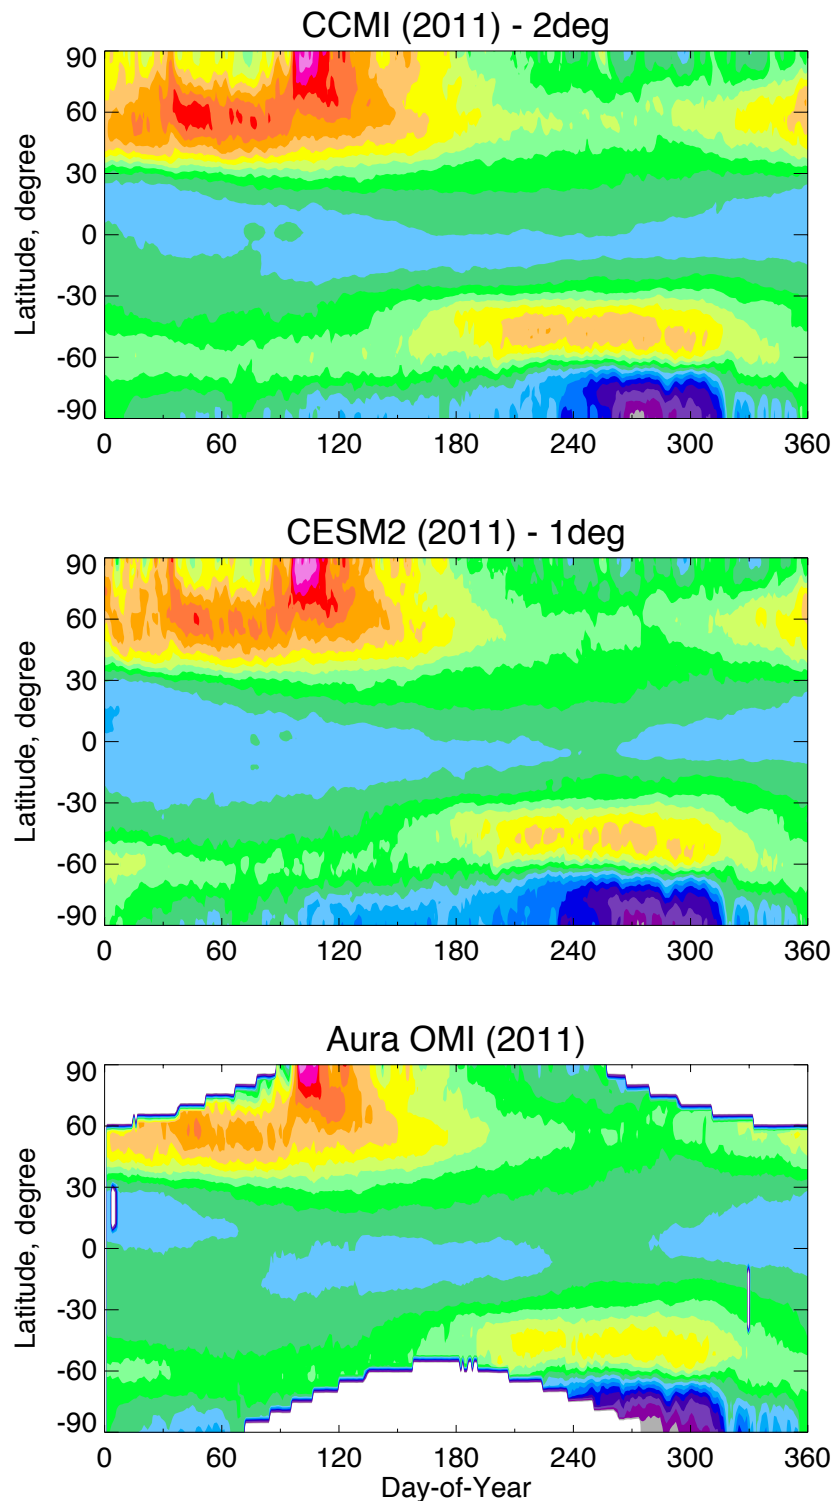 CCMI (2011) - 2deg
90
60
30
0
-30
-60
-90
Latitude, degree
0 60 120 180 240 300 360
CESM2 (2011) - 1deg
90
60
30
0
-30
-60
-90
Latitude, degree
0 60 120 180 240 300 360
Aura OMI (2011)
90
60
30
0
-30
-60
-90
Latitude, degree
0 60 120 180 240 300 360
Day-of-Year